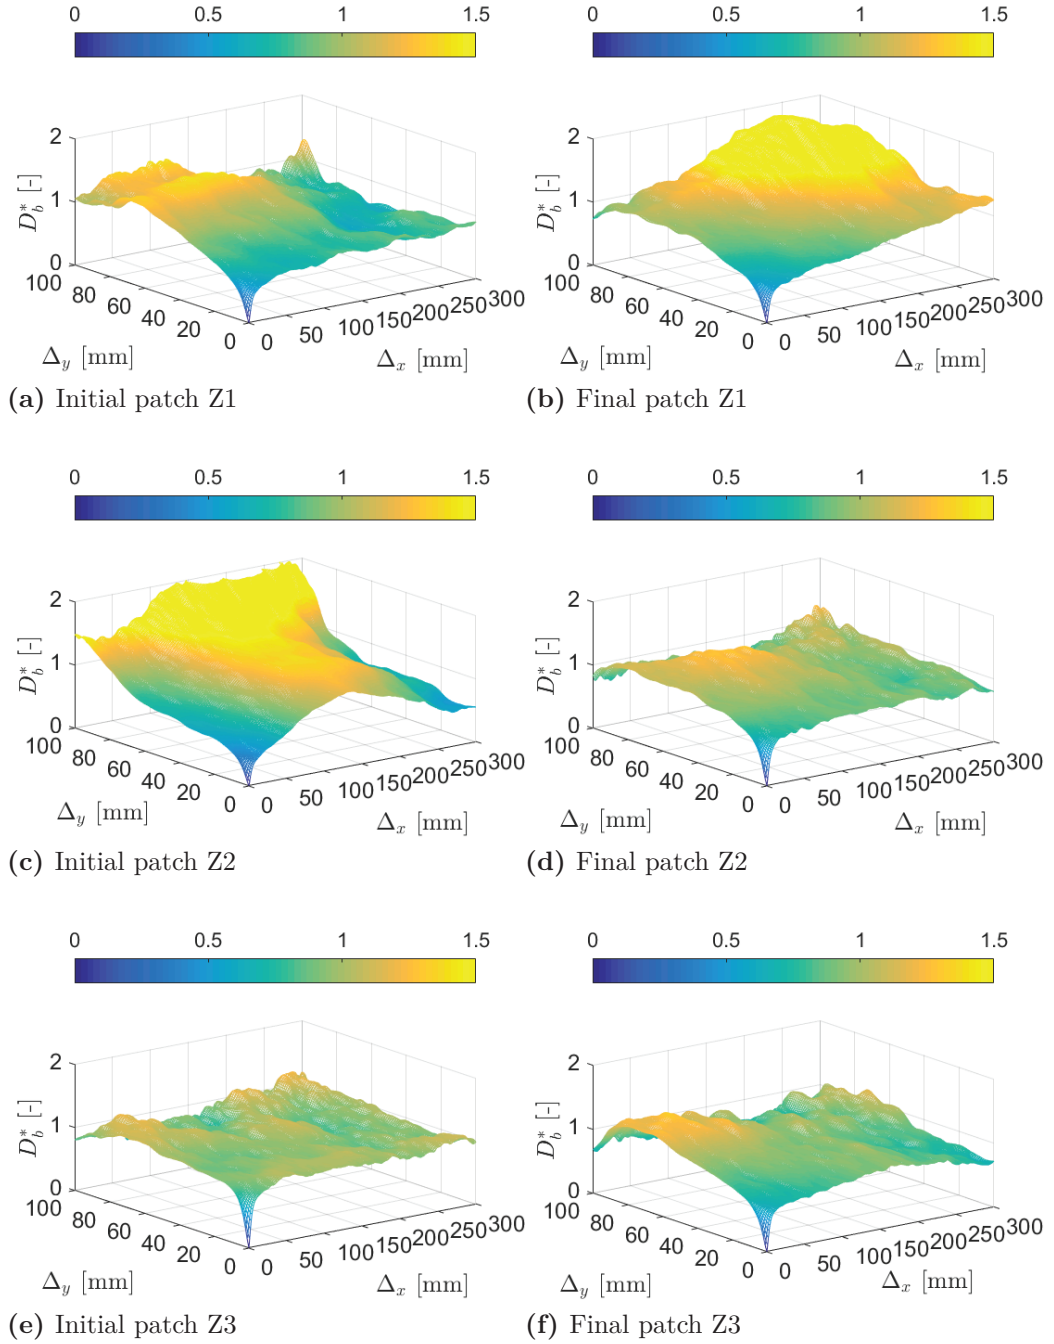 0 0.5 1 1.5 0 0.5 1 1.5
2 2
1 1
0 0
D_b^* [-] D_b^* [-]
100 80 60 40 20 0 0 50 100 150 200 250 300 100 80 60 40 20 0 0 50 100 150 200 250 300
Δ_y [mm] Δ_x [mm] Δ_y [mm] Δ_x [mm]
(a) Initial patch Z1 (b) Final patch Z1
0 0.5 1 1.5 0 0.5 1 1.5
2 2
1 1
0 0
D_b^* [-] D_b^* [-]
100 80 60 40 20 0 0 50 100 150 200 250 300 100 80 60 40 20 0 0 50 100 150 200 250 300
Δ_y [mm] Δ_x [mm] Δ_y [mm] Δ_x [mm]
(c) Initial patch Z2 (d) Final patch Z2
0 0.5 1 1.5 0 0.5 1 1.5
2 2
1 1
0 0
D_b^* [-] D_b^* [-]
100 80 60 40 20 0 0 50 100 150 200 250 300 100 80 60 40 20 0 0 50 100 150 200 250 300
Δ_y [mm] Δ_x [mm] Δ_y [mm] Δ_x [mm]
(e) Initial patch Z3 (f) Final patch Z3